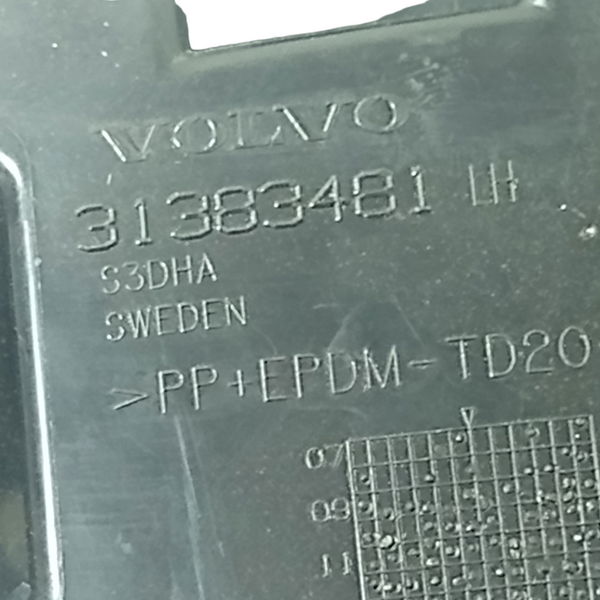 VOLVO
31383481 LH
S3DHA
SWEDEN
>PP+EPDM-TD20
07
09
11